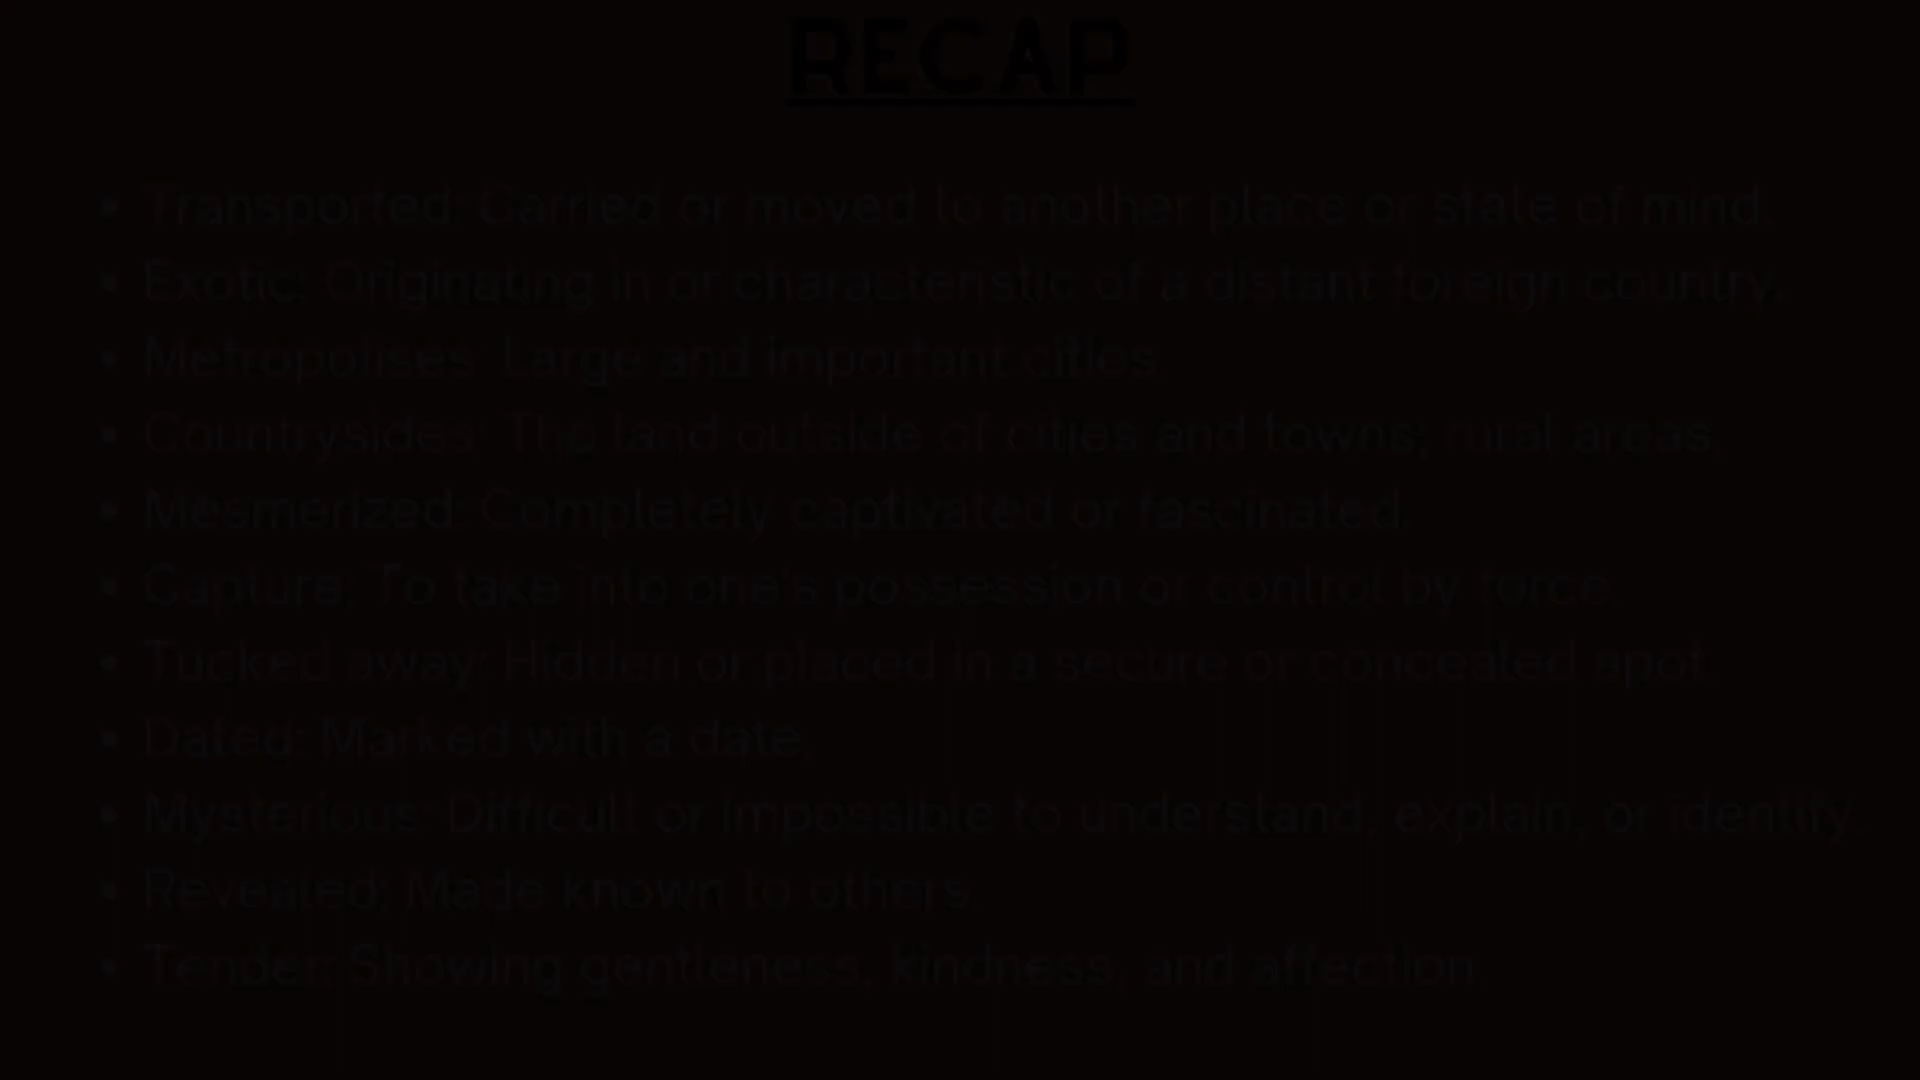 RECAP
• Transported: Carried or moved to another place or state of mind.
• Exotic: Originating in or characteristic of a distant foreign country.
• Metropolises: Large and important cities.
• Countrysides: The land outside of cities and towns; rural areas.
• Mesmerized: Completely captivated or fascinated.
• Capture: To take into one's possession or control by force.
• Tucked away: Hidden or placed in a secure or concealed spot.
• Dated: Marked with a date.
• Mysterious: Difficult or impossible to understand, explain, or identify.
• Revealed: Made known to others.
• Tender: Showing gentleness, kindness, and affection.